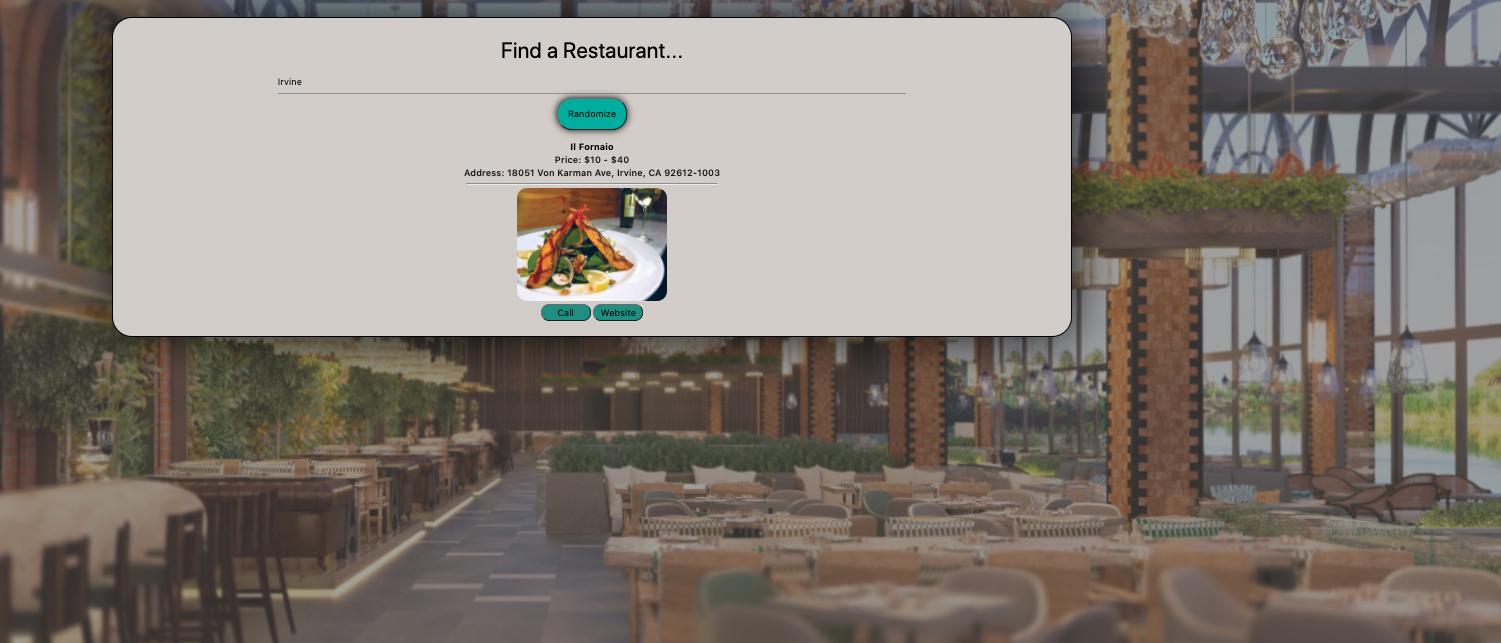 Find a Restaurant...
Irvine
Randomize
Il Fornaio
Price: $10 - $40
Address: 18051 Von Karman Ave, Irvine, CA 92612-1003
Call Website